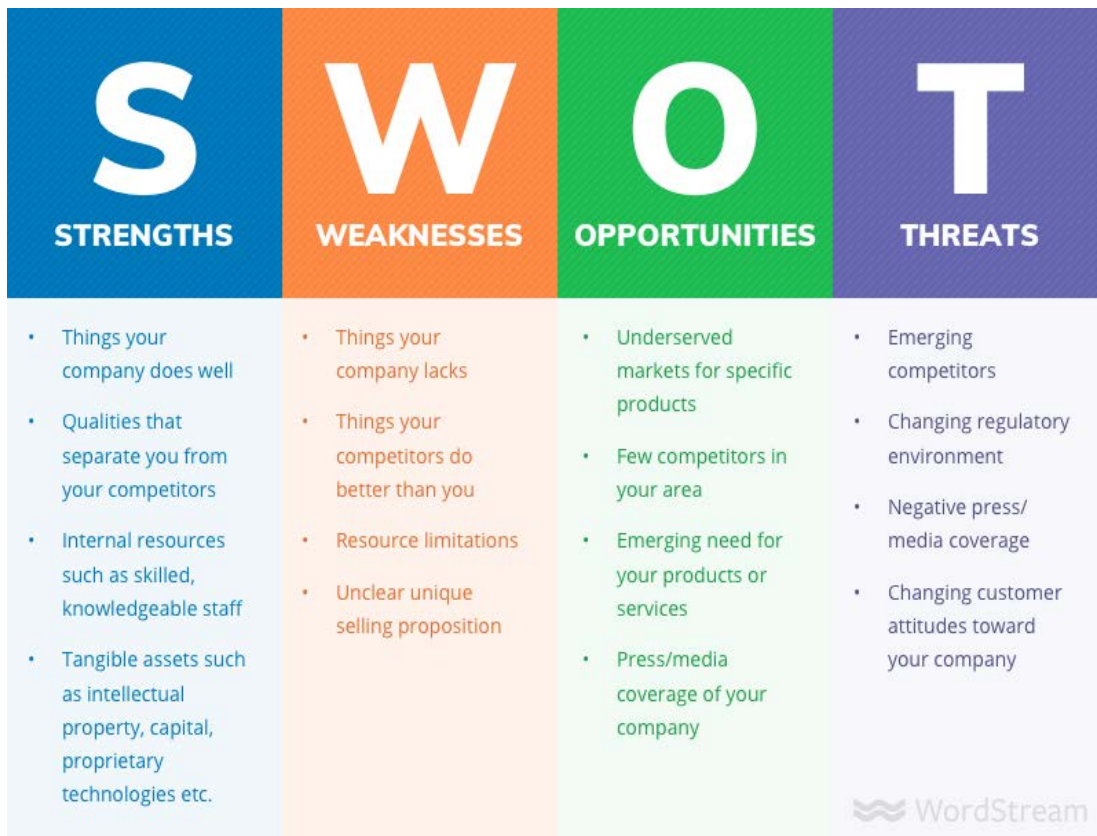 S
STRENGTHS
• Things your
company does well
• Qualities that
separate you from
your competitors
• Internal resources
such as skilled,
knowledgeable staff
• Tangible assets such
as intellectual
property, capital,
proprietary
technologies etc.
W
WEAKNESSES
• Things your
company lacks
• Things your
competitors do
better than you
• Resource limitations
• Unclear unique
selling proposition
O
OPPORTUNITIES
• Underserved
markets for specific
products
• Few competitors in
your area
• Emerging need for
your products or
services
• Press/media
coverage of your
company
T
THREATS
• Emerging
competitors
• Changing regulatory
environment
• Negative press/
media coverage
• Changing customer
attitudes toward
your company
WordStream